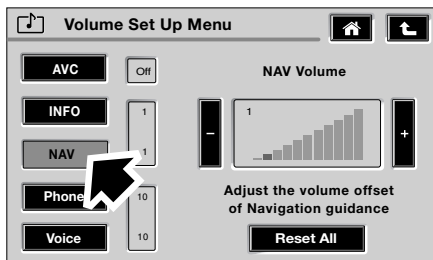 Volume Set Up Menu
AVC
Off
NAV Volume
INFO
1
1
-
+
NAV
1
Phone
10
Adjust the volume offset
of Navigation guidance
Voice
10
Reset All